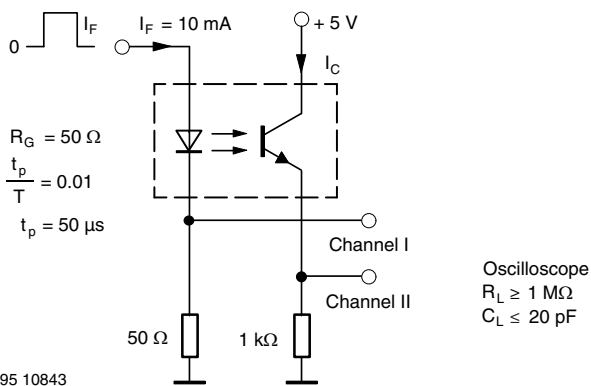 0
I_F
I_F = 10 mA
+ 5 V
I_C
R_G = 50 Ω
t_p
T
= 0.01
t_p = 50 μs
Channel I
Channel II
50 Ω
1 kΩ
Oscilloscope
R_L ≥ 1 MΩ
C_L ≤ 20 pF
95 10843